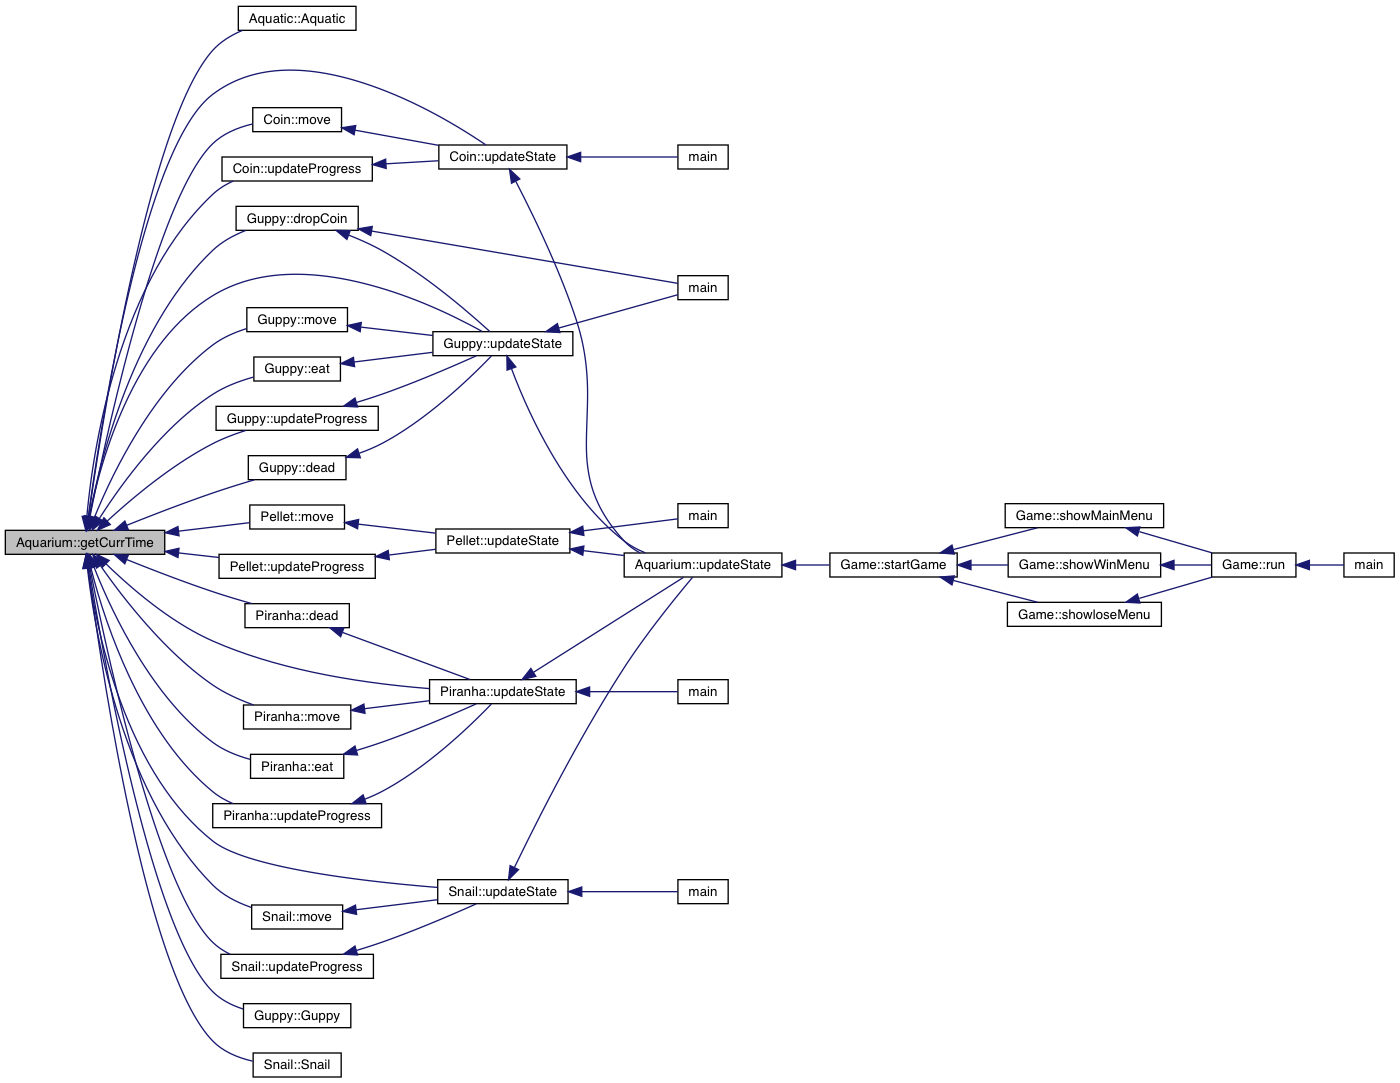 Aquatic::Aquatic
Coin::move
Coin::updateState
main
Coin::updateProgress
Guppy::dropCoin
main
Guppy::move
Guppy::updateState
Guppy::eat
Guppy::updateProgress
Guppy::dead
Pellet::move
main
Game::showMainMenu
Aquarium::getCurrTime
Pellet::updateState
Pellet::updateProgress
Aquarium::updateState
Game::startGame
Game::showWinMenu
Game::run
main
Piranha::dead
Game::showloseMenu
Piranha::updateState
main
Piranha::move
Piranha::eat
Piranha::updateProgress
Snail::updateState
main
Snail::move
Snail::updateProgress
Guppy::Guppy
Snail::Snail